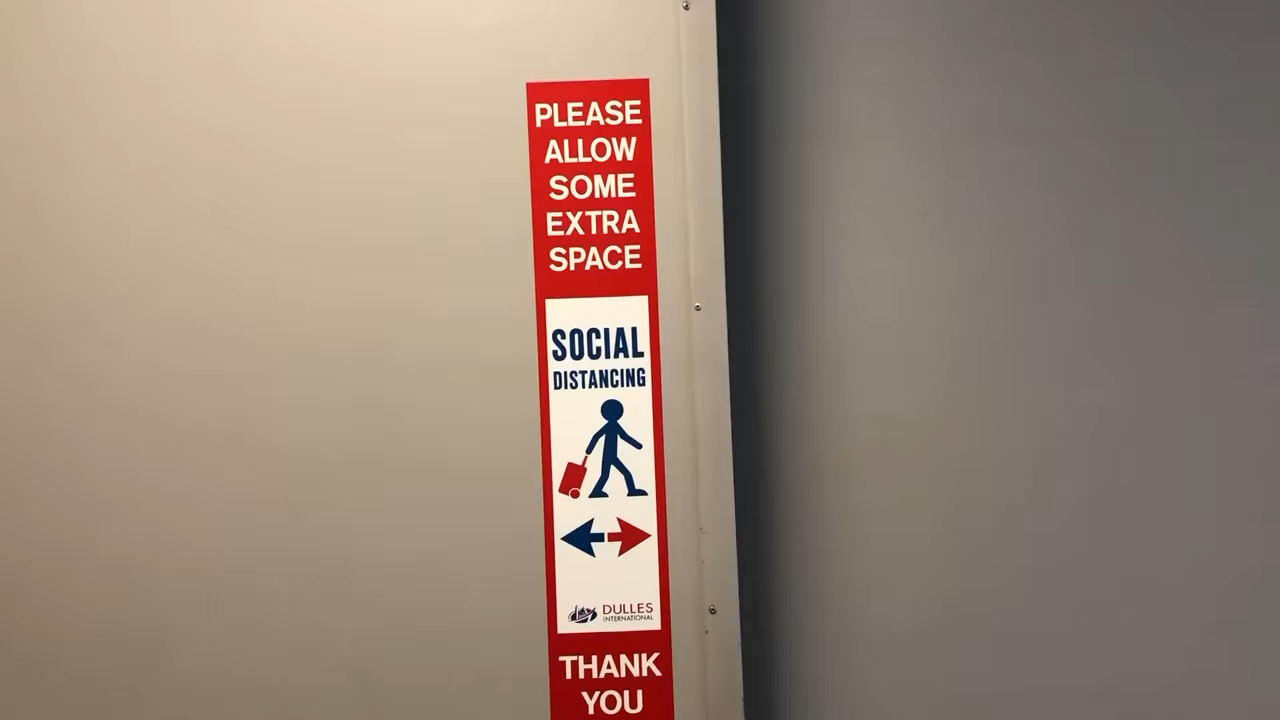 PLEASE
ALLOW
SOME
EXTRA
SPACE
SOCIAL
DISTANCING
DULLES
INTERNATIONAL
THANK
YOU